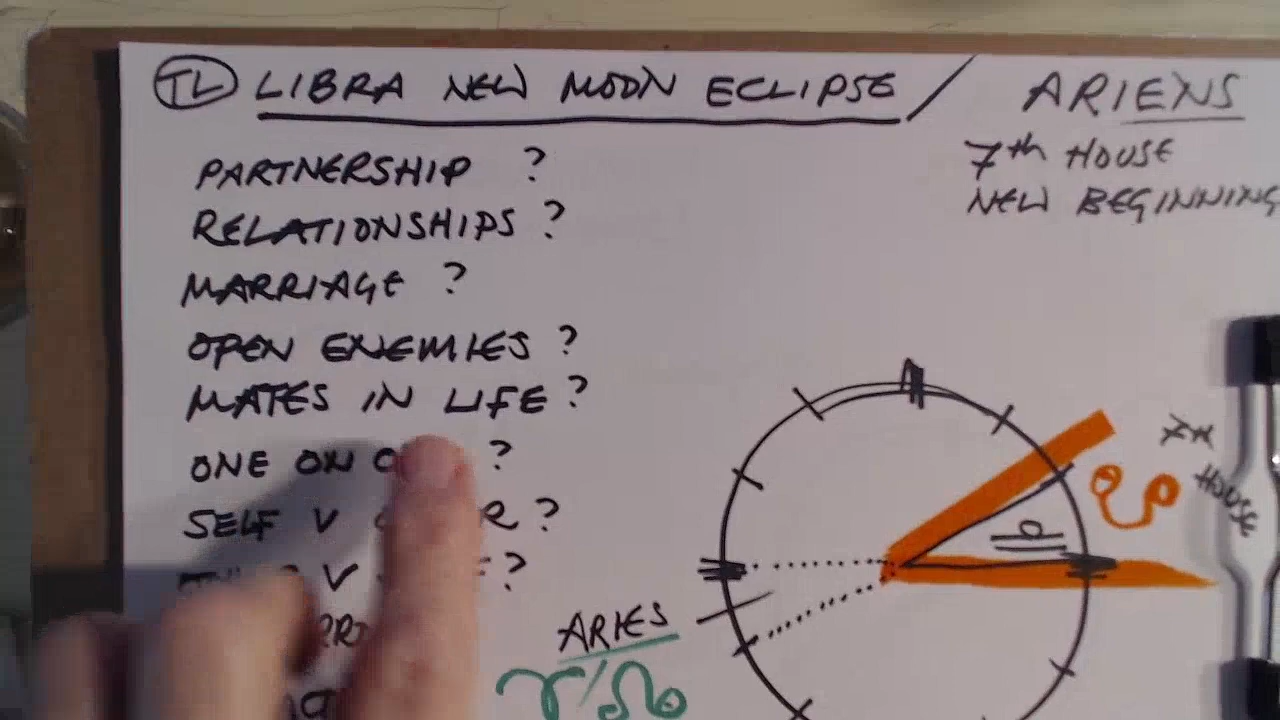 TL LIBRA NEW MOON ECLIPSE / ARIENS
7th HOUSE
NEW BEGINNING
PARTNERSHIP ?
RELATIONSHIPS ?
MARRIAGE ?
OPEN ENEMIES ?
MATES IN LIFE ?
ONE ON ?
SELF V ?
V ?
7th HOUSE
ARIES